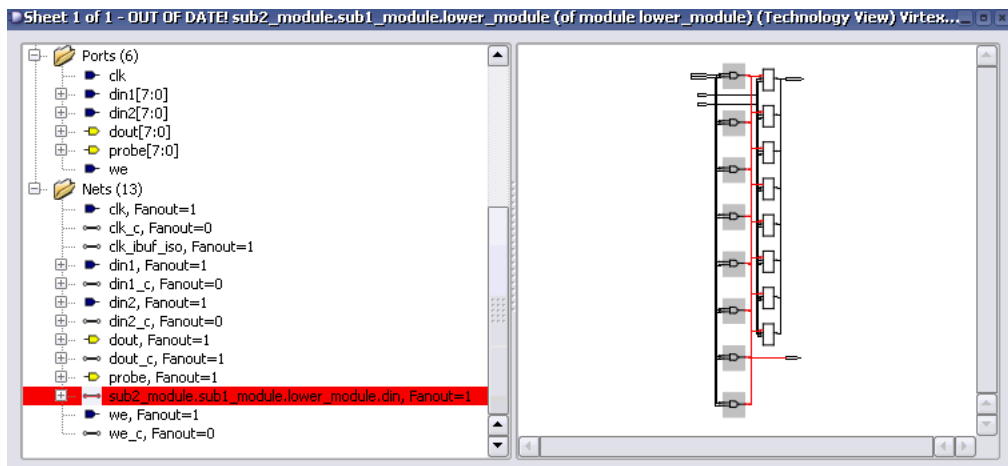 Sheet 1 of 1 - OUT OF DATE! sub2_module.sub1_module.lower_module (of module lower_module) (Technology View) Virtex...
Ports (6)
clk
din1[7:0]
din2[7:0]
dout[7:0]
probe[7:0]
we
Nets (13)
clk, Fanout=1
clk_c, Fanout=0
clk_ibuf_iso, Fanout=1
din1, Fanout=1
din1_c, Fanout=0
din2, Fanout=1
din2_c, Fanout=0
dout, Fanout=1
dout_c, Fanout=1
probe, Fanout=1
sub2_module.sub1_module.lower_module.din, Fanout=1
we, Fanout=1
we_c, Fanout=0